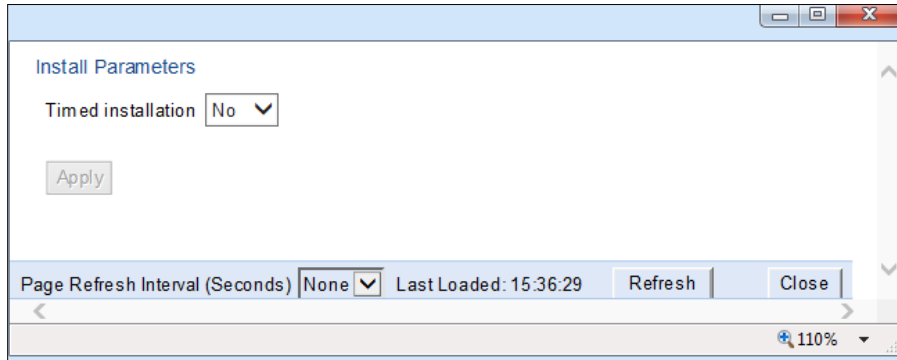 Install Parameters
Timed installation No
Apply
Page Refresh Interval (Seconds) None Last Loaded: 15:36:29 Refresh Close
110%